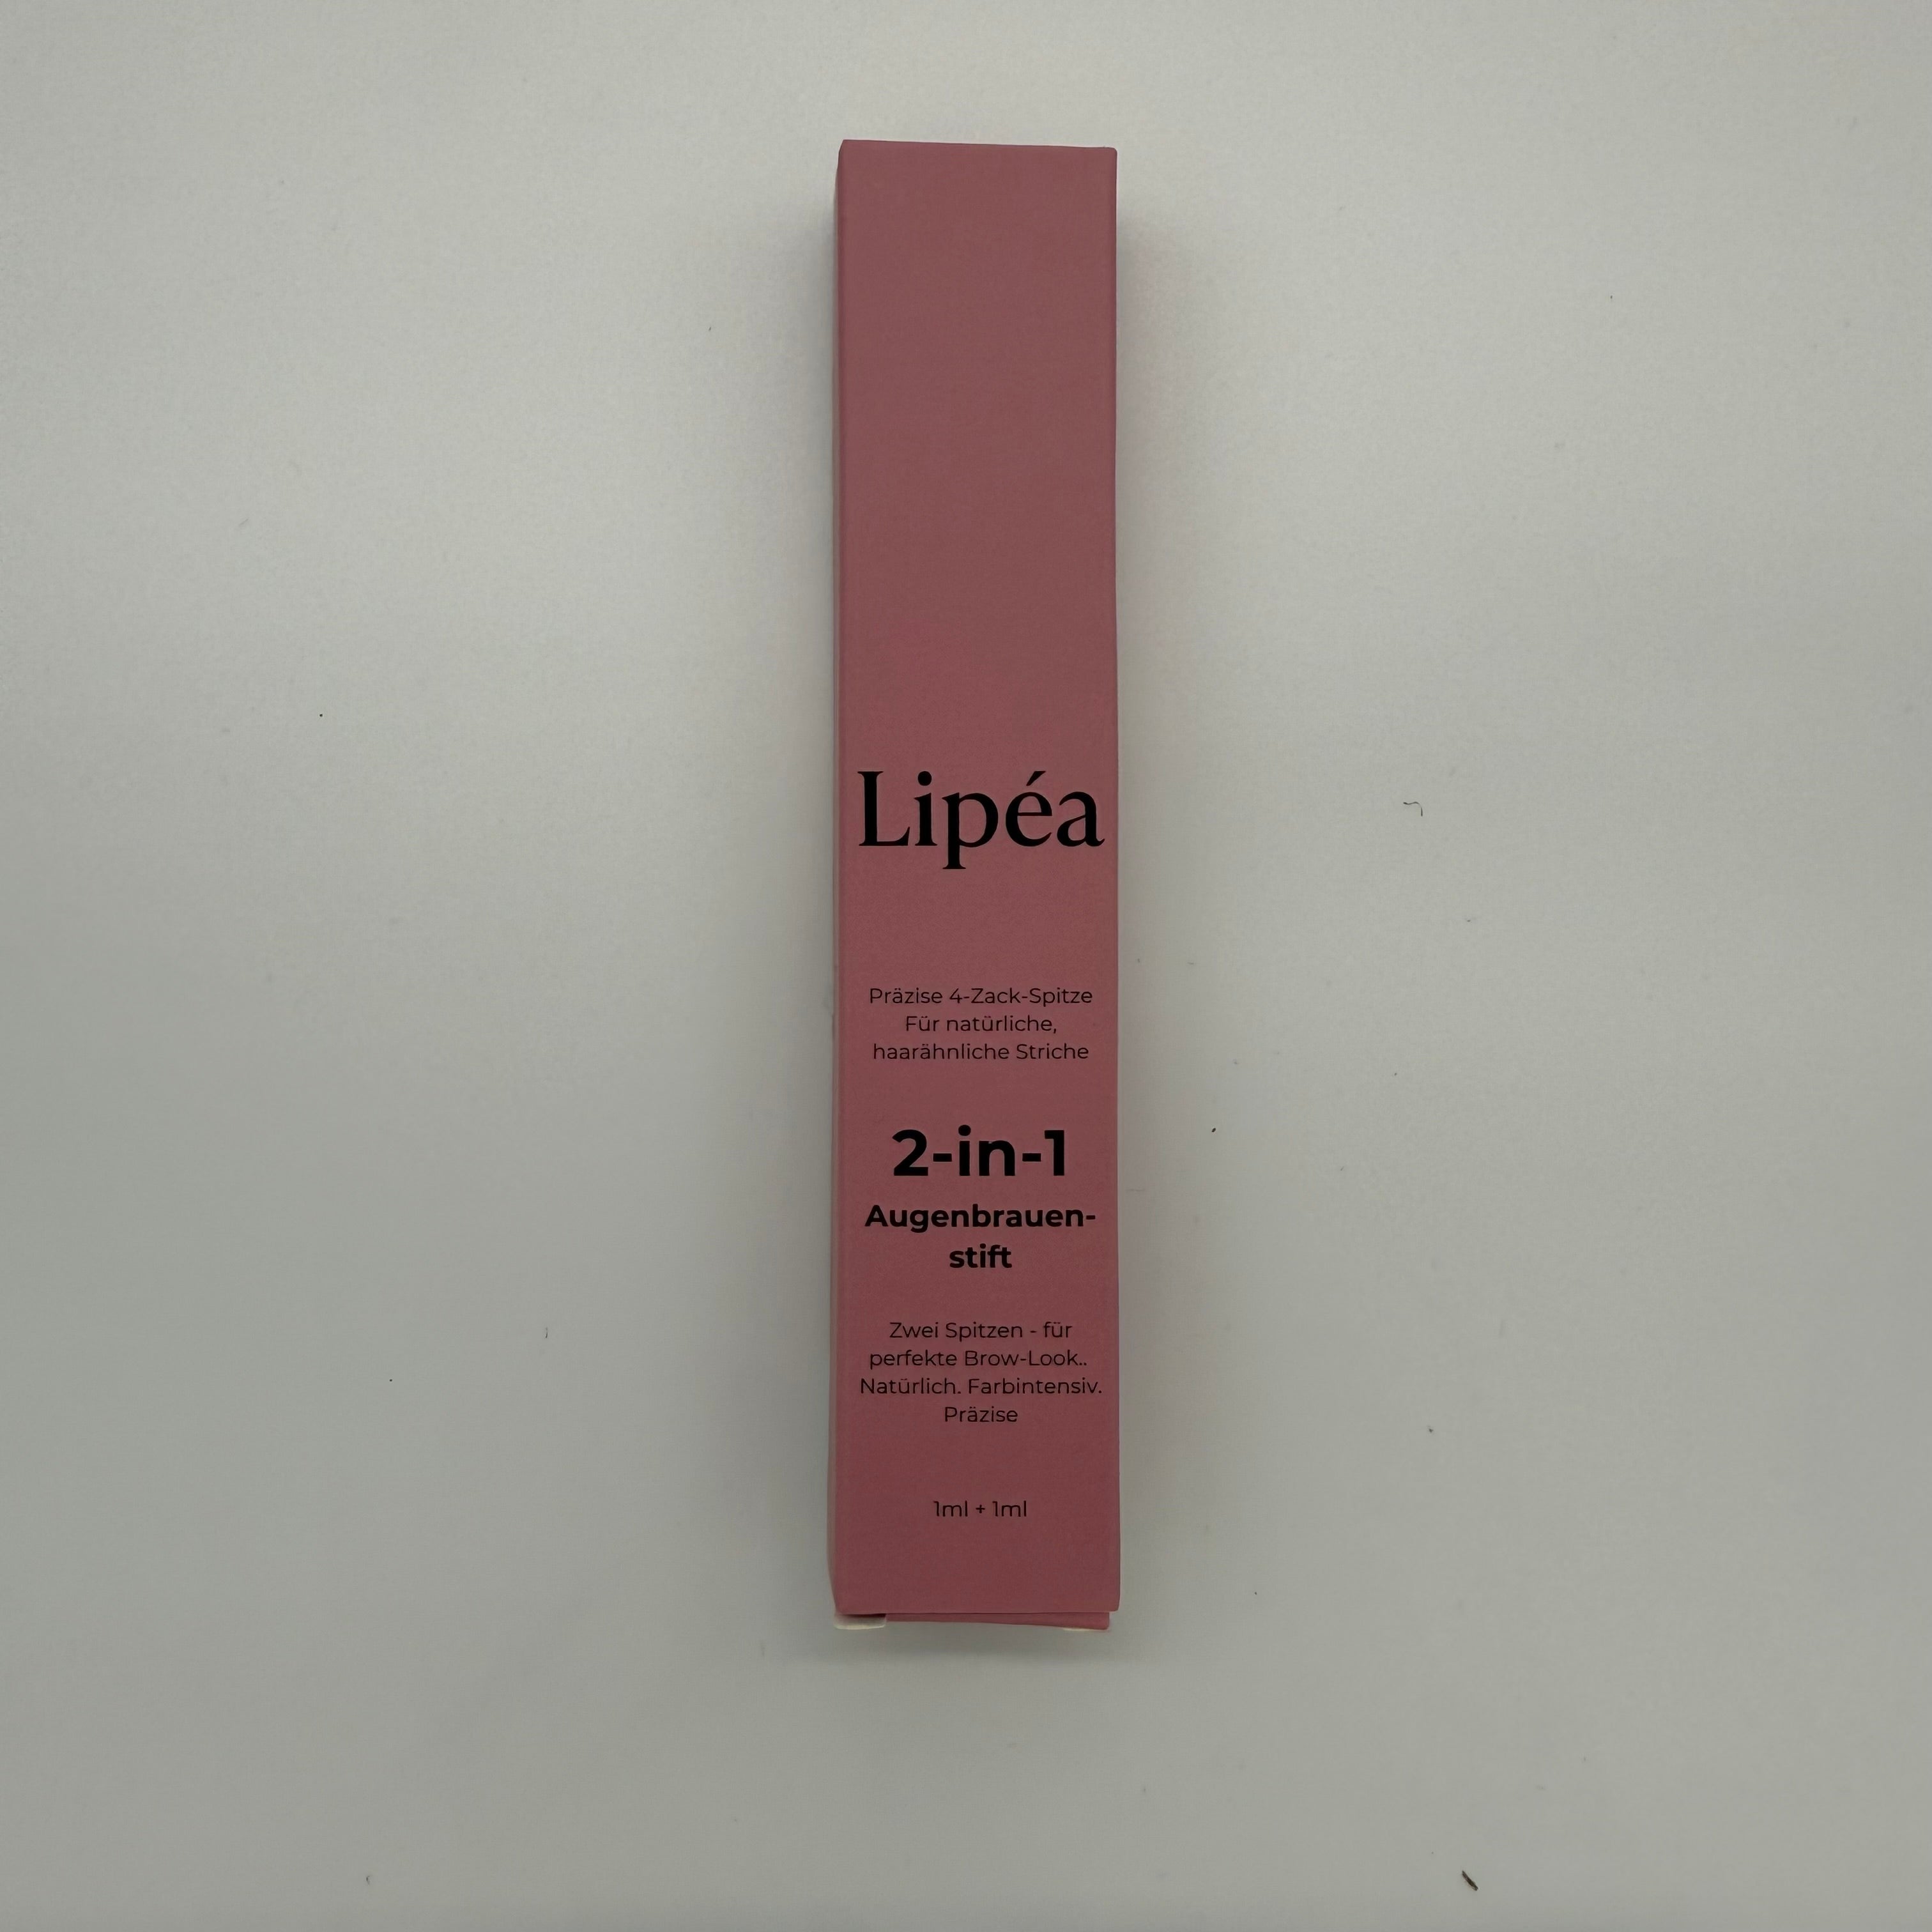 Lipéa
Präzise 4-Zack-Spitze
Für natürliche,
haarähnliche Striche
2-in-1
Augenbrauen-
stift
Zwei Spitzen - für
perfekte Brow-Look..
Natürlich. Farbintensiv.
Präzise
1ml + 1ml